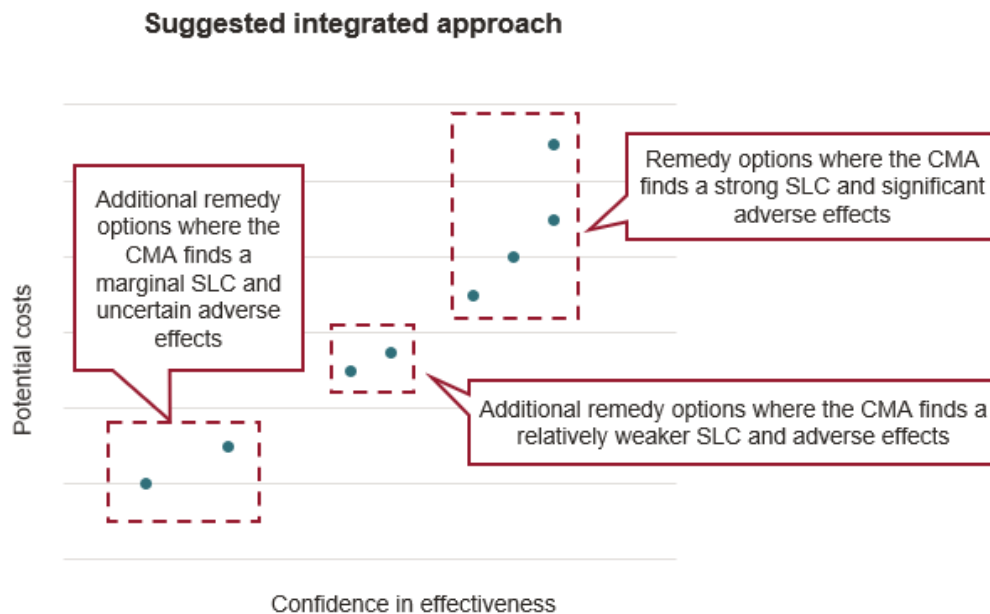 Suggested integrated approach
Additional remedy
options where the
CMA finds a
marginal SLC and
uncertain adverse
effects
Remedy options where the CMA
finds a strong SLC and significant
adverse effects
Additional remedy options where the CMA finds a
relatively weaker SLC and adverse effects
Potential costs
Confidence in effectiveness